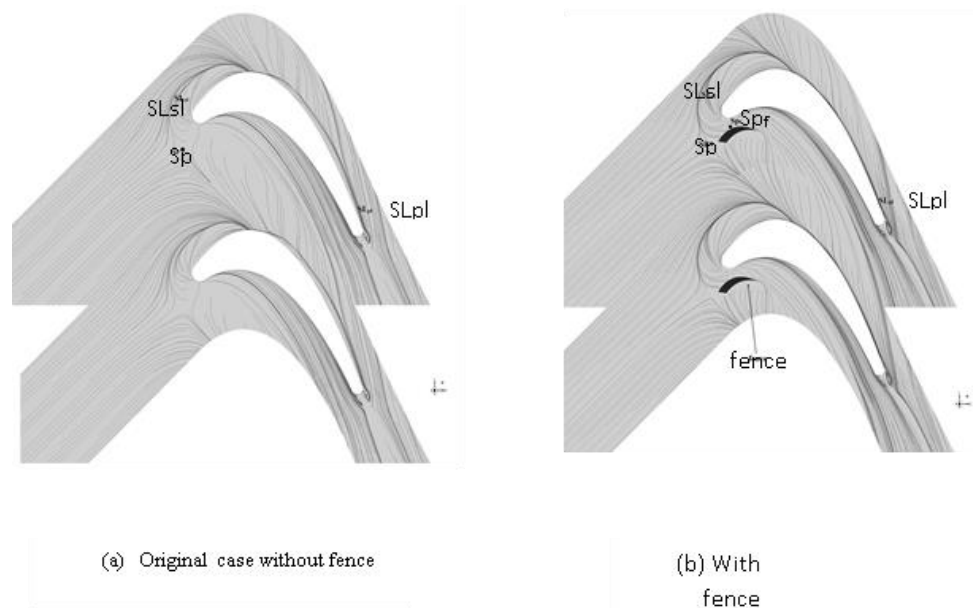 SLsl
Sp
SLpl
SLsl
Spf
Sp
SLpl
fence
(a) Original case without fence
(b) With
fence